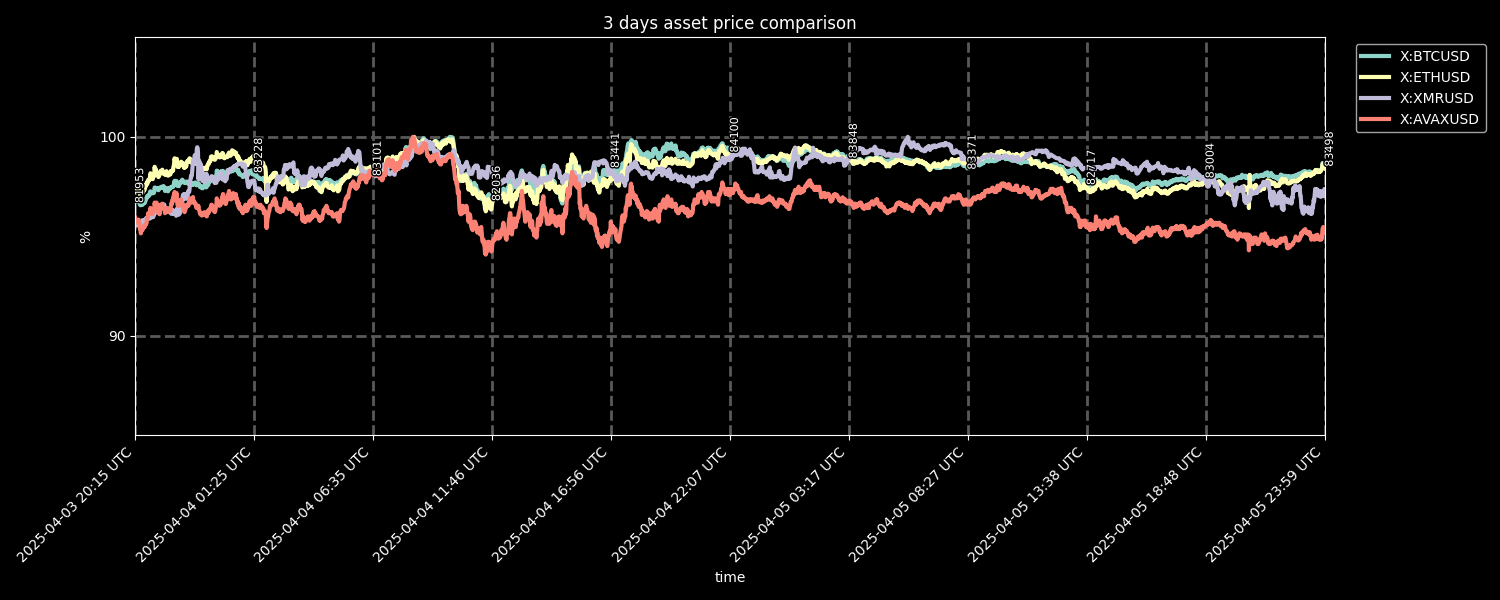 3 days asset price comparison
X:BTCUSD
X:ETHUSD
X:XMRUSD
X:AVAXUSD
100
90
%
83228
83101
82036
83441
84100
83848
83371
82717
83004
83498
2025-04-03 20:15 UTC
2025-04-04 01:25 UTC
2025-04-04 06:35 UTC
2025-04-04 11:46 UTC
2025-04-04 16:56 UTC
2025-04-04 22:07 UTC
2025-04-05 03:17 UTC
2025-04-05 08:27 UTC
2025-04-05 13:38 UTC
2025-04-05 18:48 UTC
2025-04-05 23:59 UTC
time